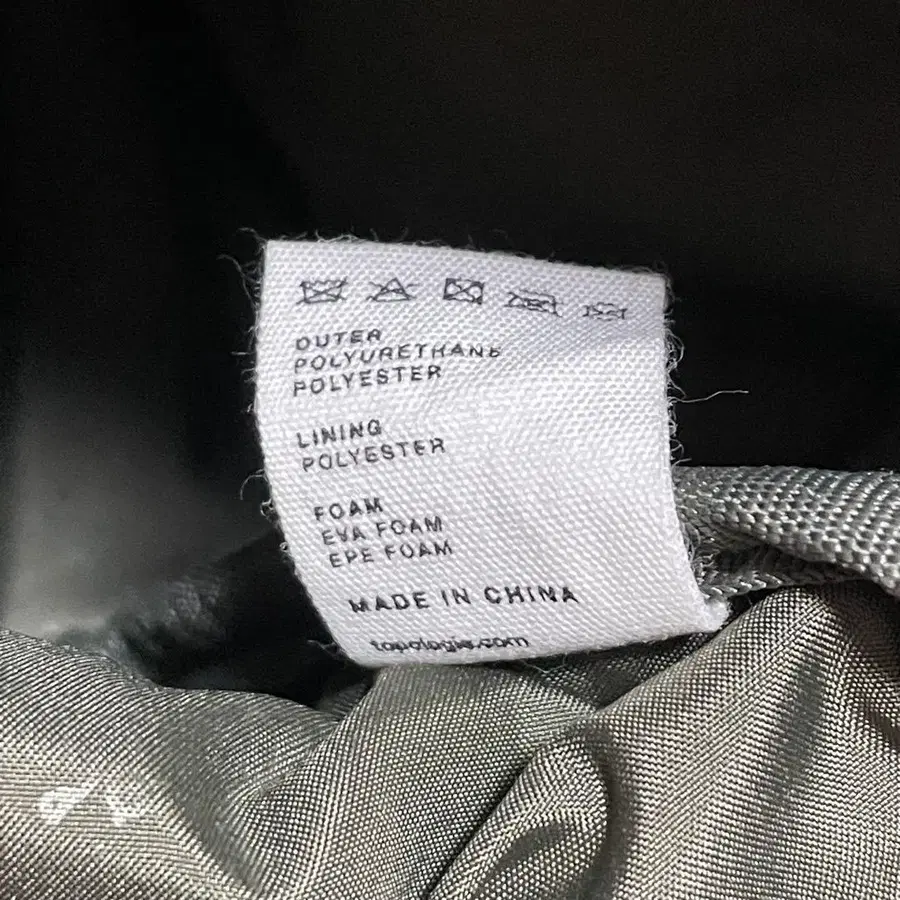 OUTER
POLYURETHANE
POLYESTER
LINING
POLYESTER
FOAM
EVA FOAM
EPE FOAM
MADE IN CHINA
topologie.com